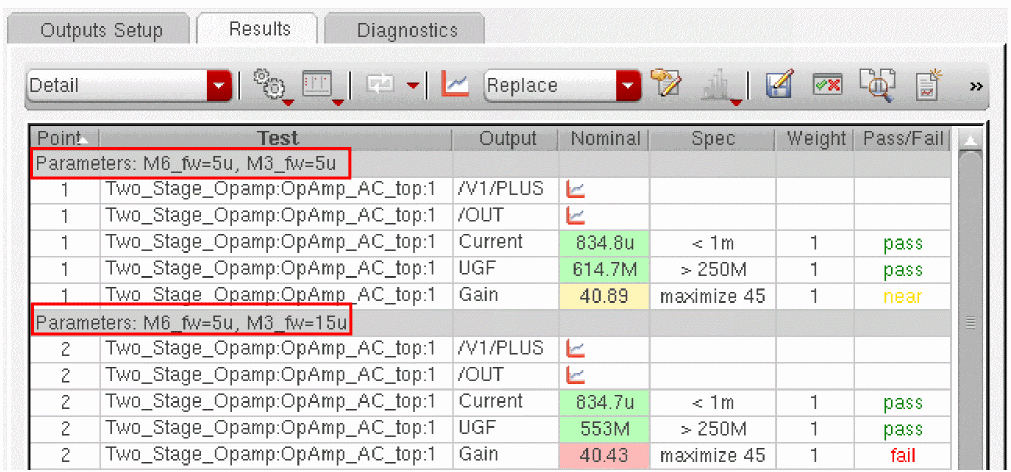 Outputs Setup Results Diagnostics
Detail Replace »
Point Test Output Nominal Spec Weight Pass/Fail
Parameters: M6_fw=5u, M3_fw=5u
1 Two_Stage_Opamp:OpAmp_AC_top:1 /V1/PLUS
1 Two_Stage_Opamp:OpAmp_AC_top:1 /OUT
1 Two_Stage_Opamp:OpAmp_AC_top:1 Current 834.8u < 1m 1 pass
1 Two_Stage_Opamp:OpAmp_AC_top:1 UGF 614.7M > 250M 1 pass
1 Two_Stage_Opamp:OpAmp_AC_top:1 Gain 40.89 maximize 45 1 near
Parameters: M6_fw=5u, M3_fw=15u
2 Two_Stage_Opamp:OpAmp_AC_top:1 /V1/PLUS
2 Two_Stage_Opamp:OpAmp_AC_top:1 /OUT
2 Two_Stage_Opamp:OpAmp_AC_top:1 Current 834.7u < 1m 1 pass
2 Two_Stage_Opamp:OpAmp_AC_top:1 UGF 553M > 250M 1 pass
2 Two_Stage_Opamp:OpAmp_AC_top:1 Gain 40.43 maximize 45 1 fail